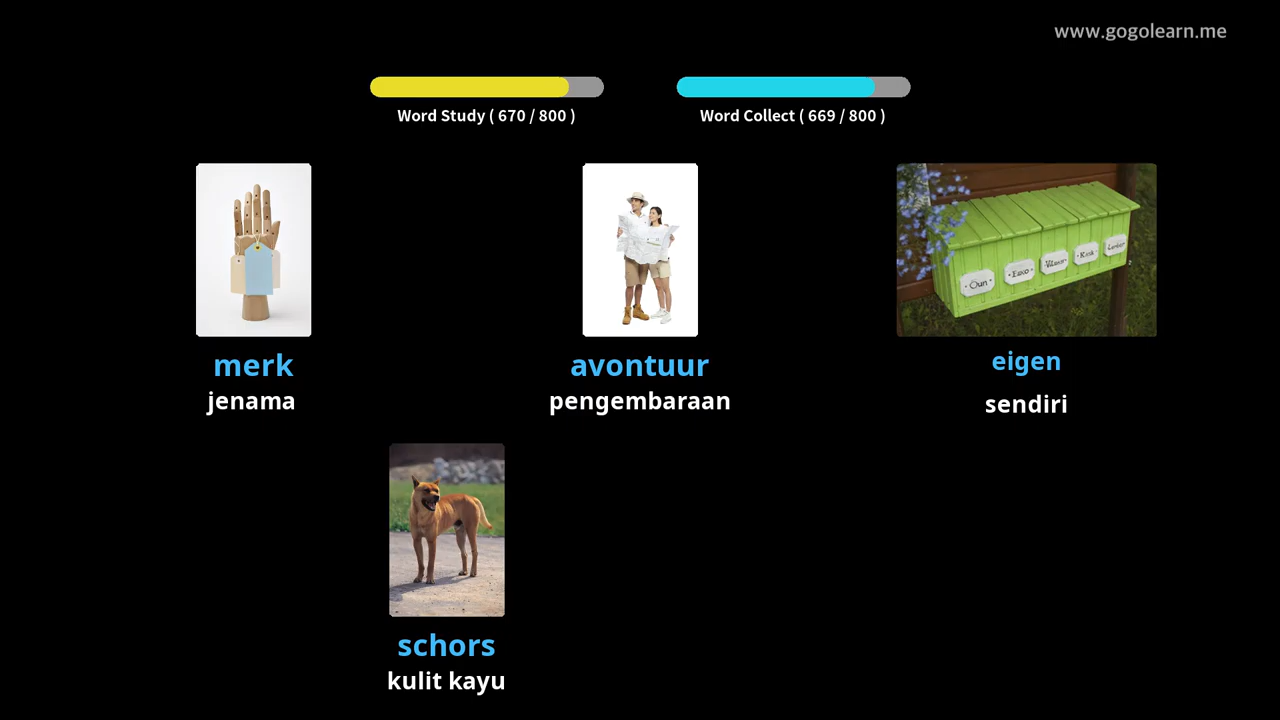 www.gogolearn.me
Word Study ( 670 / 800 )
Word Collect ( 669 / 800 )
merk
jenama
avontuur
pengembaraan
eigen
sendiri
schors
kulit kayu